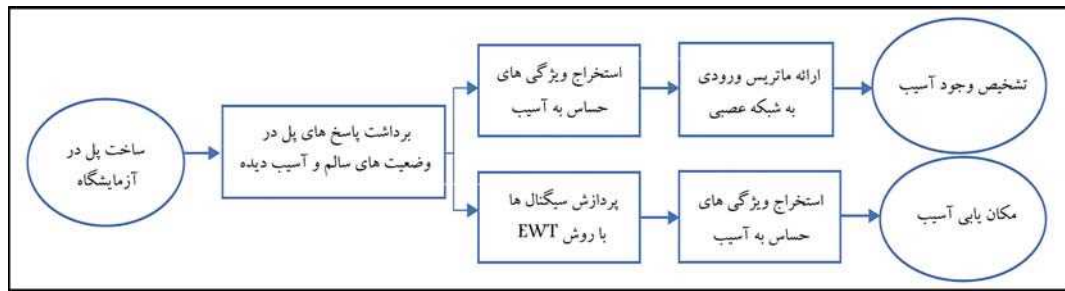 ساخت پل در
آزمایشگاه
برداشت پاسخ های پل در
وضعیت های سالم و آسیب دیده
استخراج ویژگی های
حساس به آسیب
ارائه ماتریس ورودی
به شبکه عصبی
تشخیص وجود آسیب
پردازش سیگنال ها
با روش EWT
استخراج ویژگی های
حساس به آسیب
مکان یابی آسیب